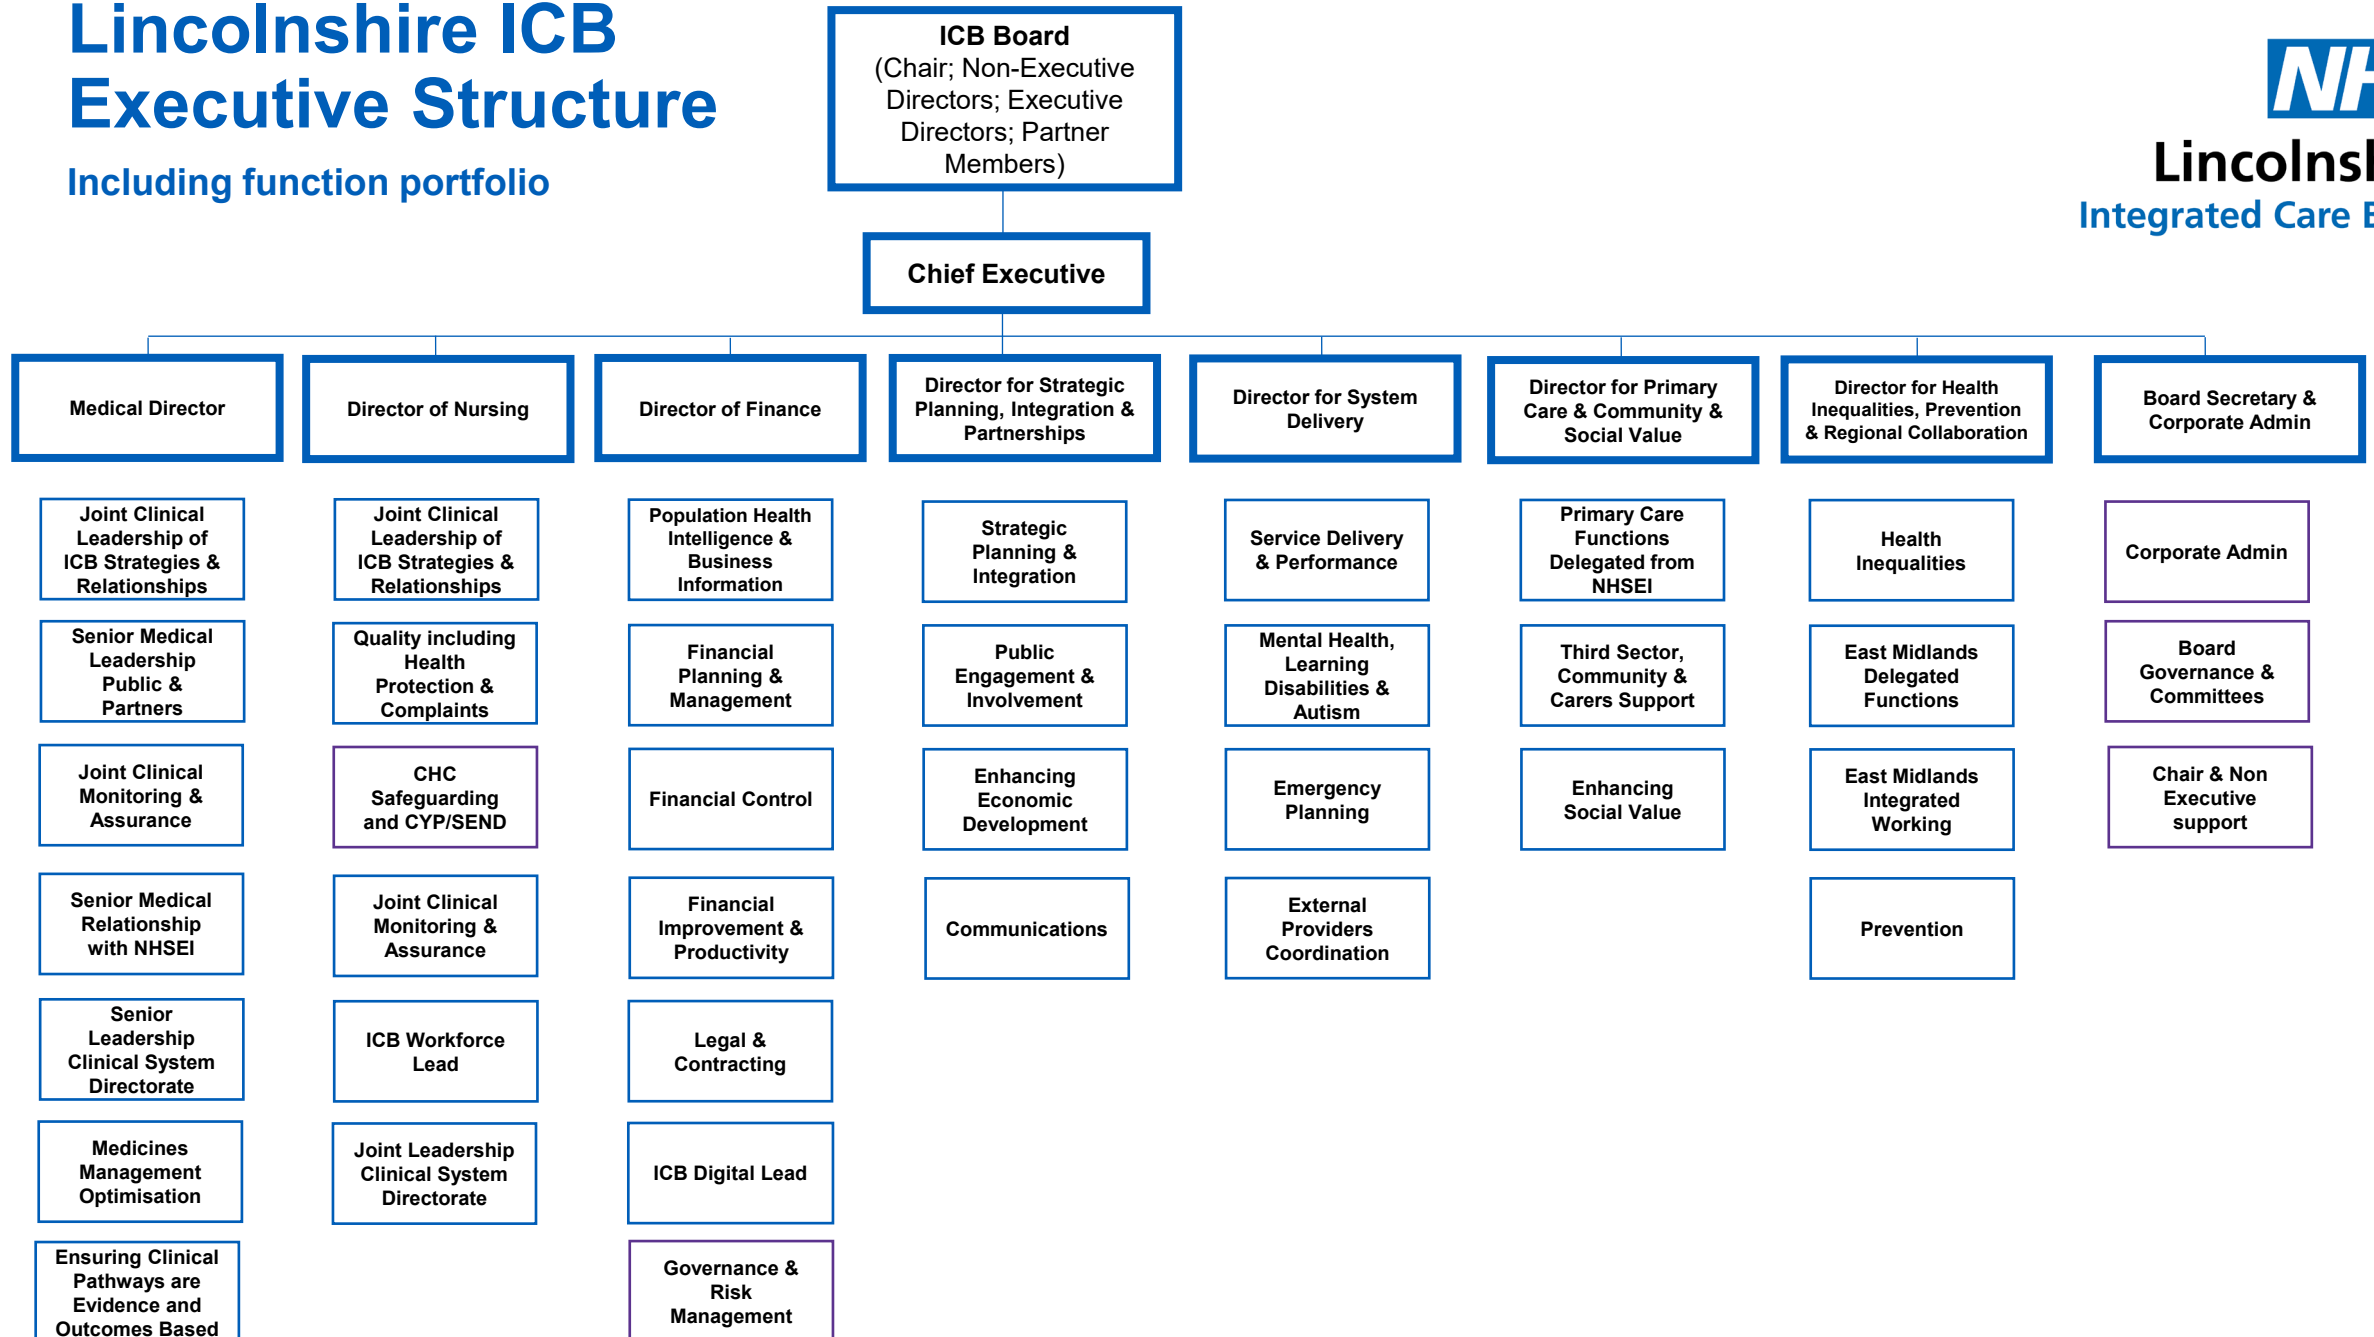 Lincolnshire ICB
Executive Structure
Including function portfolio
ICB Board
(Chair; Non-Executive
Directors; Executive
Directors; Partner
Members)
Chief Executive
Medical Director
Director of Nursing
Director of Finance
Director for Strategic
Planning, Integration &
Partnerships
Director for System
Delivery
Director for Primary
Care & Community &
Social Value
Director for Health
Inequalities, Prevention
& Regional Collaboration
Board Secretary &
Corporate Admin
Joint Clinical
Leadership of
ICB Strategies &
Relationships
Senior Medical
Leadership
Public &
Partners
Joint Clinical
Monitoring &
Assurance
Senior Medical
Relationship
with NHSEI
Senior
Leadership
Clinical System
Directorate
Medicines
Management
Optimisation
Ensuring Clinical
Pathways are
Evidence and
Outcomes Based
Joint Clinical
Leadership of
ICB Strategies &
Relationships
Quality including
Health
Protection &
Complaints
CHC
Safeguarding
and CYP/SEND
Joint Clinical
Monitoring &
Assurance
ICB Workforce
Lead
Joint Leadership
Clinical System
Directorate
Population Health
Intelligence &
Business
Information
Financial
Planning &
Management
Financial Control
Financial
Improvement &
Productivity
Legal &
Contracting
ICB Digital Lead
Governance &
Risk
Management
Strategic
Planning &
Integration
Public
Engagement &
Involvement
Enhancing
Economic
Development
Communications
Service Delivery
& Performance
Mental Health,
Learning
Disabilities &
Autism
Emergency
Planning
External
Providers
Coordination
Primary Care
Functions
Delegated from
NHSEI
Third Sector,
Community &
Carers Support
Enhancing
Social Value
Health
Inequalities
East Midlands
Delegated
Functions
East Midlands
Integrated
Working
Prevention
Corporate Admin
Board
Governance &
Committees
Chair & Non
Executive
support
Integrated Care